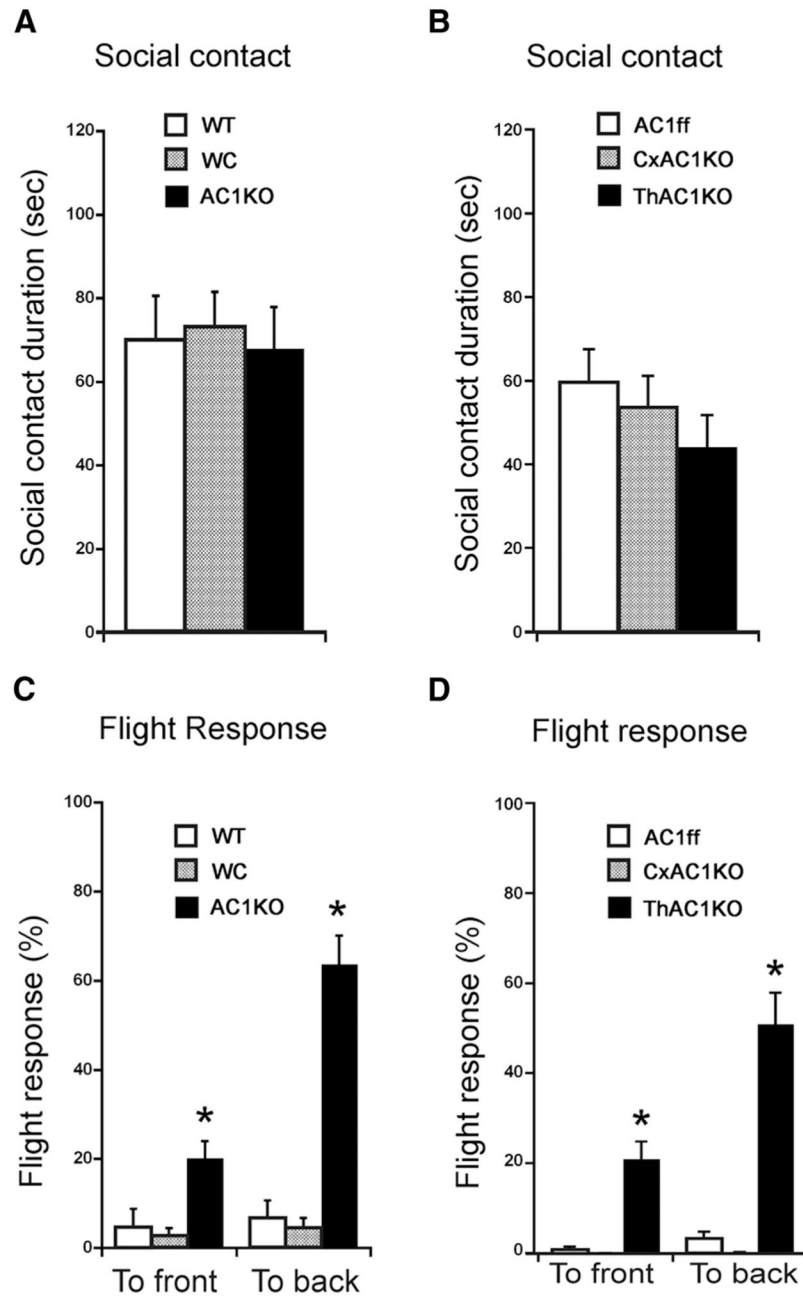 A
Social contact
WT
WC
AC1KO
Social contact duration (sec)
120
100
80
60
40
20
0
B
Social contact
AC1ff
CxAC1KO
ThAC1KO
Social contact duration (sec)
120
100
80
60
40
20
0
C
Flight Response
WT
WC
AC1KO
Flight response (%)
100
80
60
40
20
0
*
*
To front To back
D
Flight response
AC1ff
CxAC1KO
ThAC1KO
Flight response (%)
100
80
60
40
20
0
*
*
To front To back